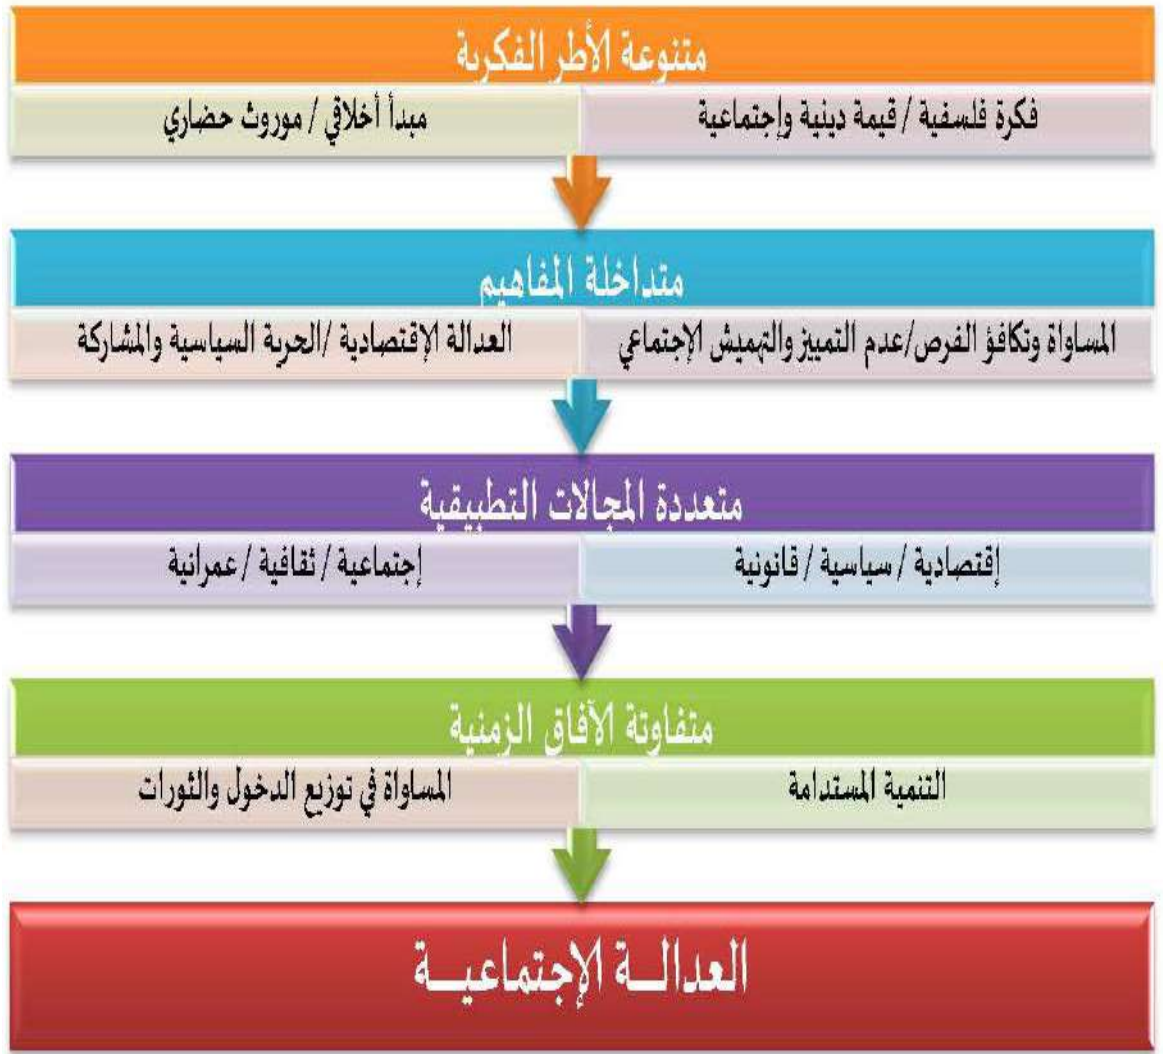 متنوعة الأطر الفكرية
فكرة فلسفية / قيمة دينية وإجتماعية
مبدأ أخلاقي / موروث حضاري
متداخلة المفاهيم
المساواة وتكافؤ الفرص/عدم التمييز والتهميش الإجتماعي
العدالة الإقتصادية /الحرية السياسية والمشاركة
متعددة المجالات التطبيقية
إقتصادية / سياسية / قانونية
إجتماعية / ثقافية / عمرانية
متفاوتة الآفاق الزمنية
التنمية المستدامة
المساواة في توزيع الدخول والثورات
العدالــة الإجتماعيــة